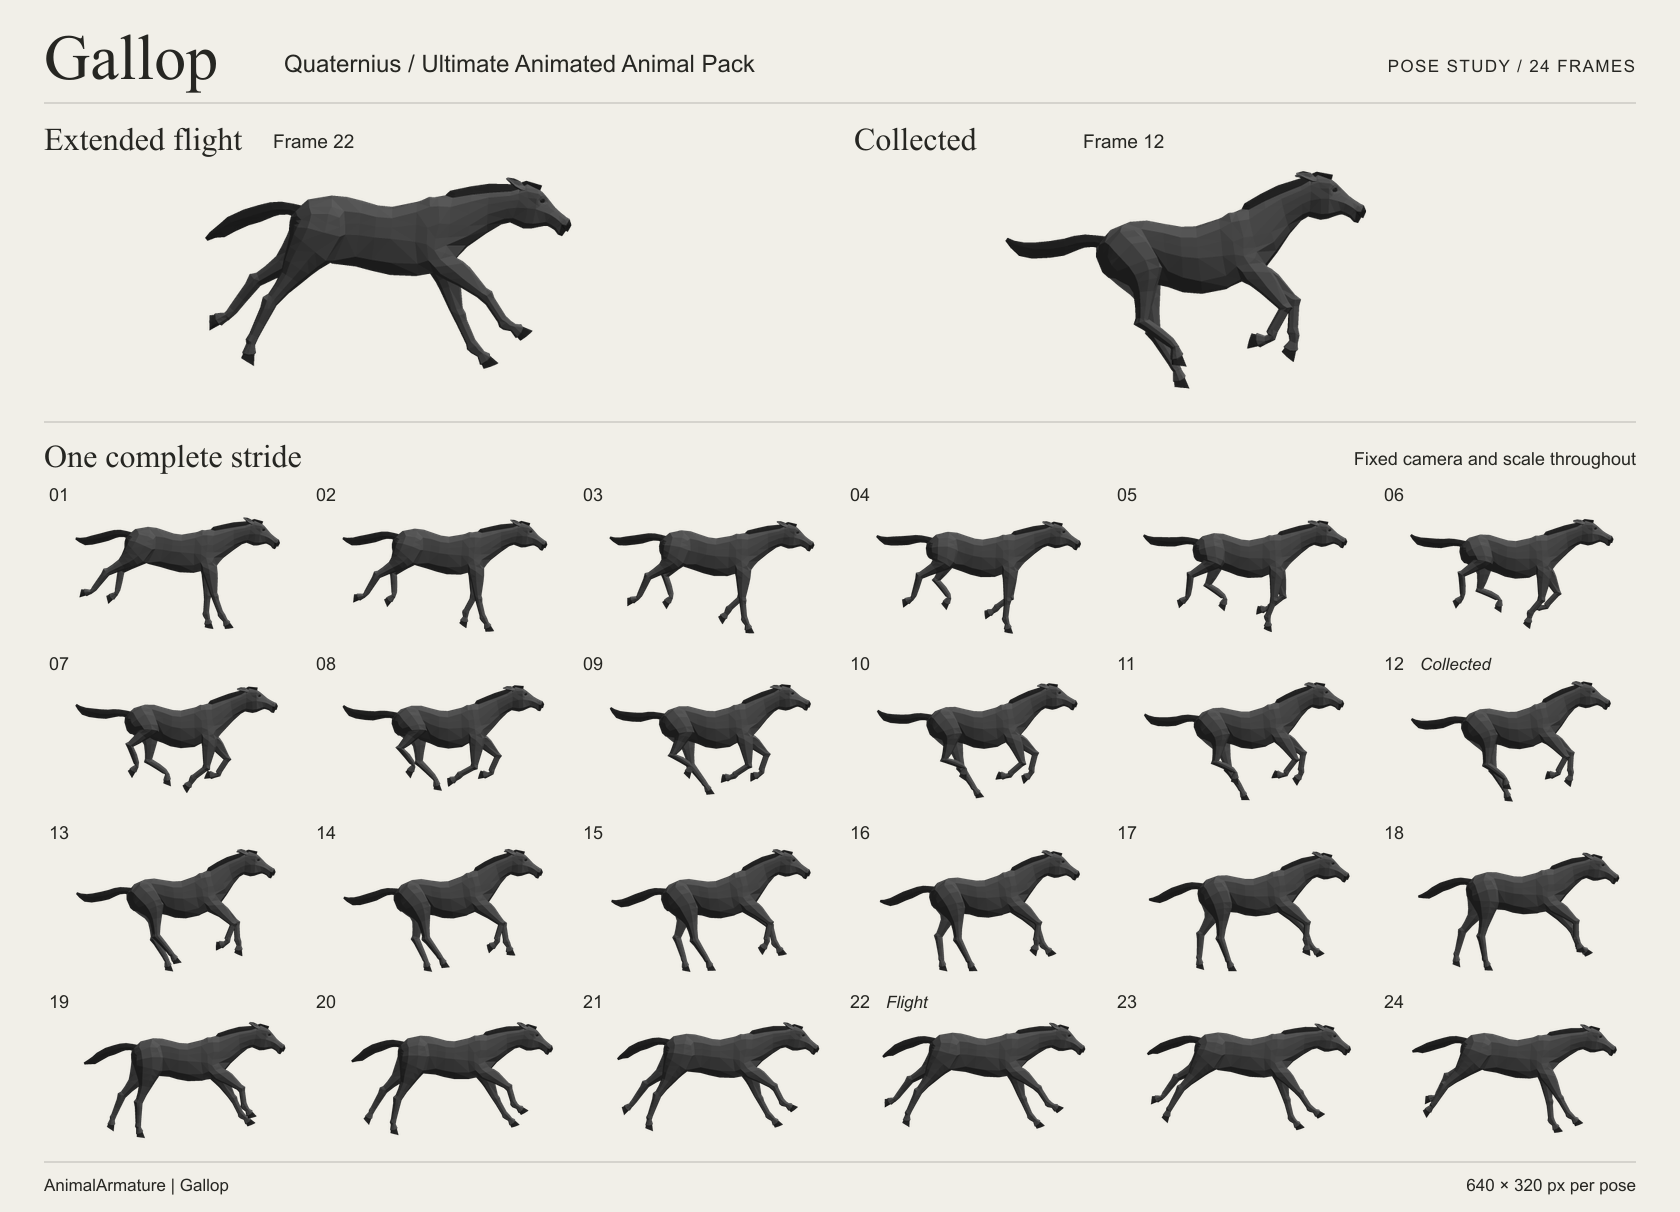 Gallop Quaternius / Ultimate Animated Animal Pack POSE STUDY / 24 FRAMES
Extended flight Frame 22 Collected Frame 12
One complete stride Fixed camera and scale throughout
01 02 03 04 05 06
07 08 09 10 11 12 Collected
13 14 15 16 17 18
19 20 21 22 Flight 23 24
AnimalArmature | Gallop 640 × 320 px per pose